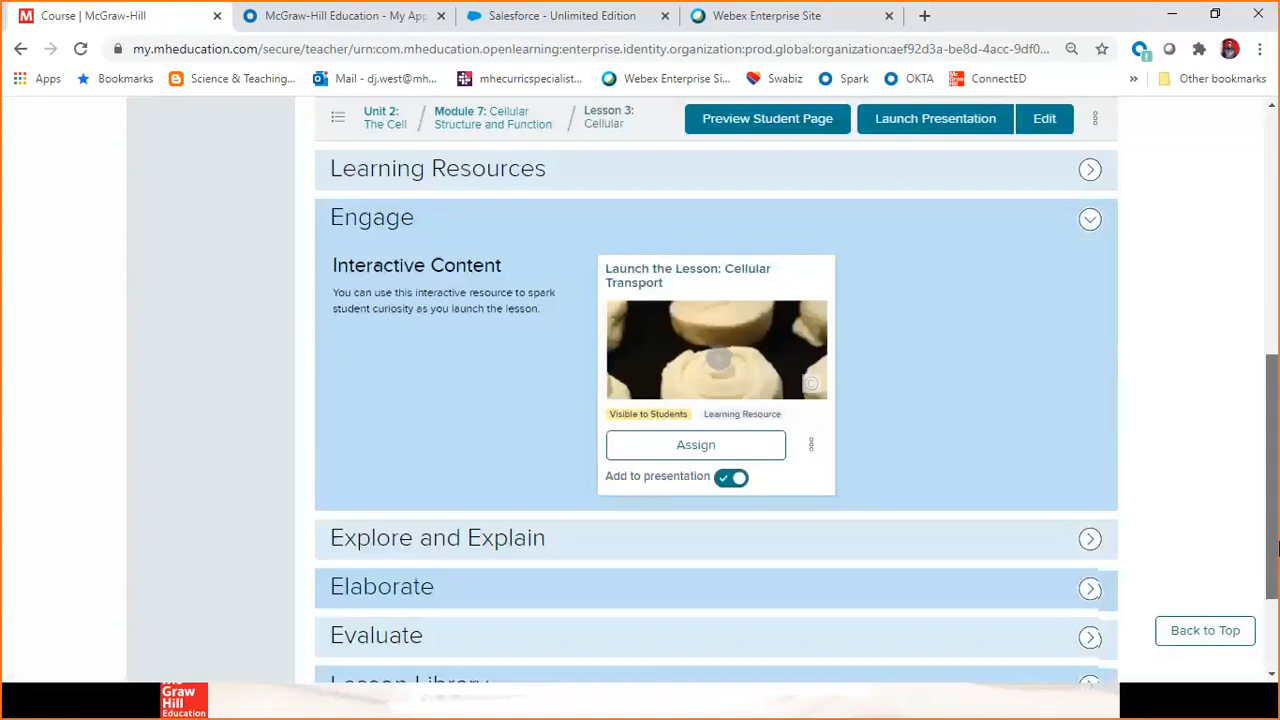 Course | McGraw-Hill
McGraw-Hill Education - My App
Salesforce - Unlimited Edition
Webex Enterprise Site
my.mheducation.com/secure/teacher/urn:com.mheducation.openlearning:enterprise.identity.organization:prod.globalorganization:aef92d3a-be8d-4acc-9df0...
Apps
Bookmarks
Science & Teaching...
Mail - dj.west@mh...
mhecurricspecialist...
Webex Enterprise Si...
Swabiz
Spark
OKTA
ConnectED
»
Other bookmarks
Unit 2:
The Cell
Module 7: Cellular
Structure and Function
Lesson 3:
Cellular
Preview Student Page
Launch Presentation
Edit
Learning Resources
Engage
Interactive Content
You can use this interactive resource to spark
student curiosity as you launch the lesson.
Launch the Lesson: Cellular
Transport
©
Visible to Students
Learning Resource
Assign
Add to presentation
Explore and Explain
Elaborate
Evaluate
Back to Top
Lesson Library
Mc
Graw
Hill
Education